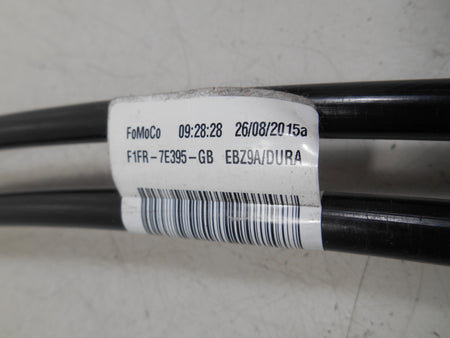 FoMoCo 09:28:28 26/08/2015a
F1FR-7E395-GB EBZ9A/DURA